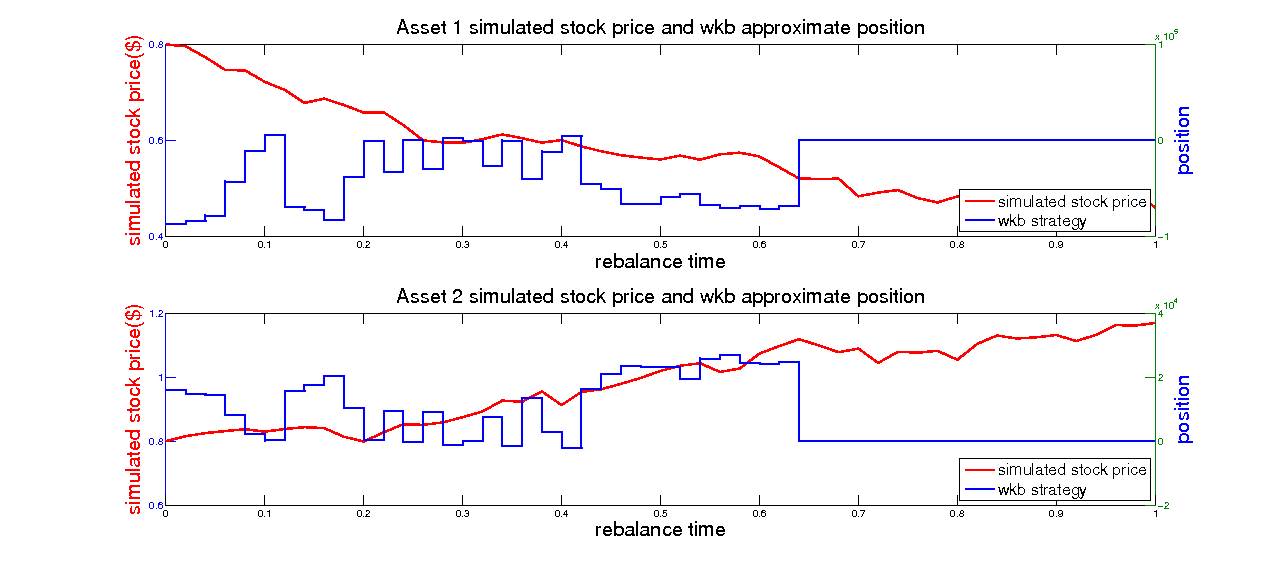 Asset 1 simulated stock price and wkb approximate position
x 10^5
simulated stock price($)
0.8
0.6
0.4
1
0
-1
position
simulated stock price
wkb strategy
0 0.1 0.2 0.3 0.4 0.5 0.6 0.7 0.8 0.9 1
rebalance time
Asset 2 simulated stock price and wkb approximate position
x 10^4
simulated stock price($)
1.2
1
0.8
0.6
4
2
0
-2
position
simulated stock price
wkb strategy
0 0.1 0.2 0.3 0.4 0.5 0.6 0.7 0.8 0.9 1
rebalance time